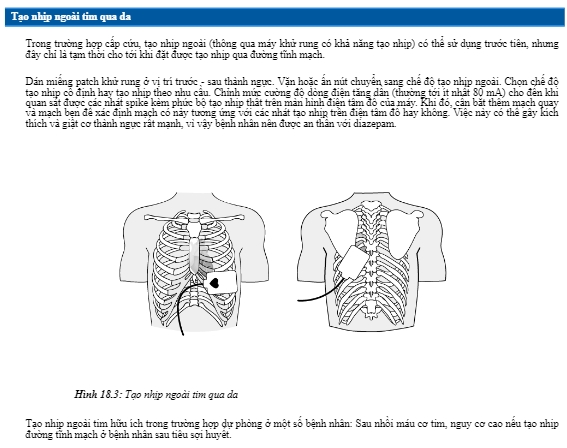 Tạo nhịp ngoài tim qua da
Trong trường hợp cấp cứu, tạo nhịp ngoài (thông qua máy khử rung có khả năng tạo nhịp) có thể sử dụng trước tiên, nhưng
đây chỉ là tạm thời cho tới khi đặt được tạo nhịp qua đường tĩnh mạch.
Dán miếng patch khử rung ở vị trí trước - sau thành ngực. Vặn hoặc ấn nút chuyển sang chế độ tạo nhịp ngoài. Chọn chế độ
tạo nhịp cố định hay tạo nhịp theo nhu cầu. Chỉnh mức cường độ dòng điện tăng dần (thường tới ít nhất 80 mA) cho đến khi
quan sát được các nhát spike kèm phức bộ tạo nhịp thất trên màn hình điện tâm đồ của máy. Khi đó, cần bắt thêm mạch quay
và mạch bẹn để xác định mạch có nảy tương ứng với các nhát tạo nhịp trên điện tâm đồ hay không. Việc này có thể gây kích
thích và giật cơ thành ngực rất mạnh, vì vậy bệnh nhân nên được an thần với diazepam.
Hình 18.3: Tạo nhịp ngoài tim qua da
Tạo nhịp ngoài tim hữu ích trong trường hợp dự phòng ở một số bệnh nhân: Sau nhồi máu cơ tim, nguy cơ cao nếu tạo nhịp
đường tĩnh mạch ở bệnh nhân sau tiêu sợi huyết.